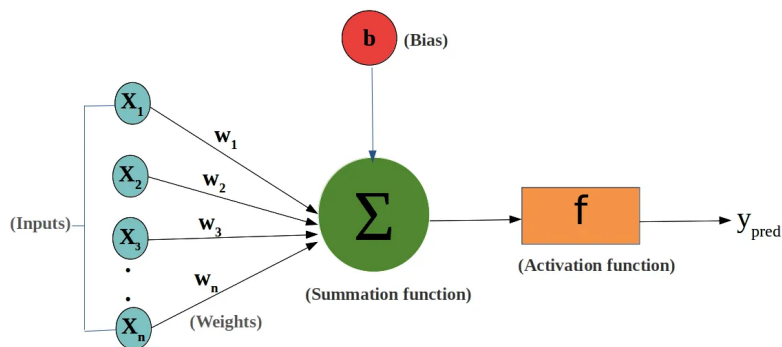 b (Bias)
X1
w1
X2
w2
(Inputs)
X3
w3
Σ
f
ypred
(Activation function)
wn
(Summation function)
Xn
(Weights)